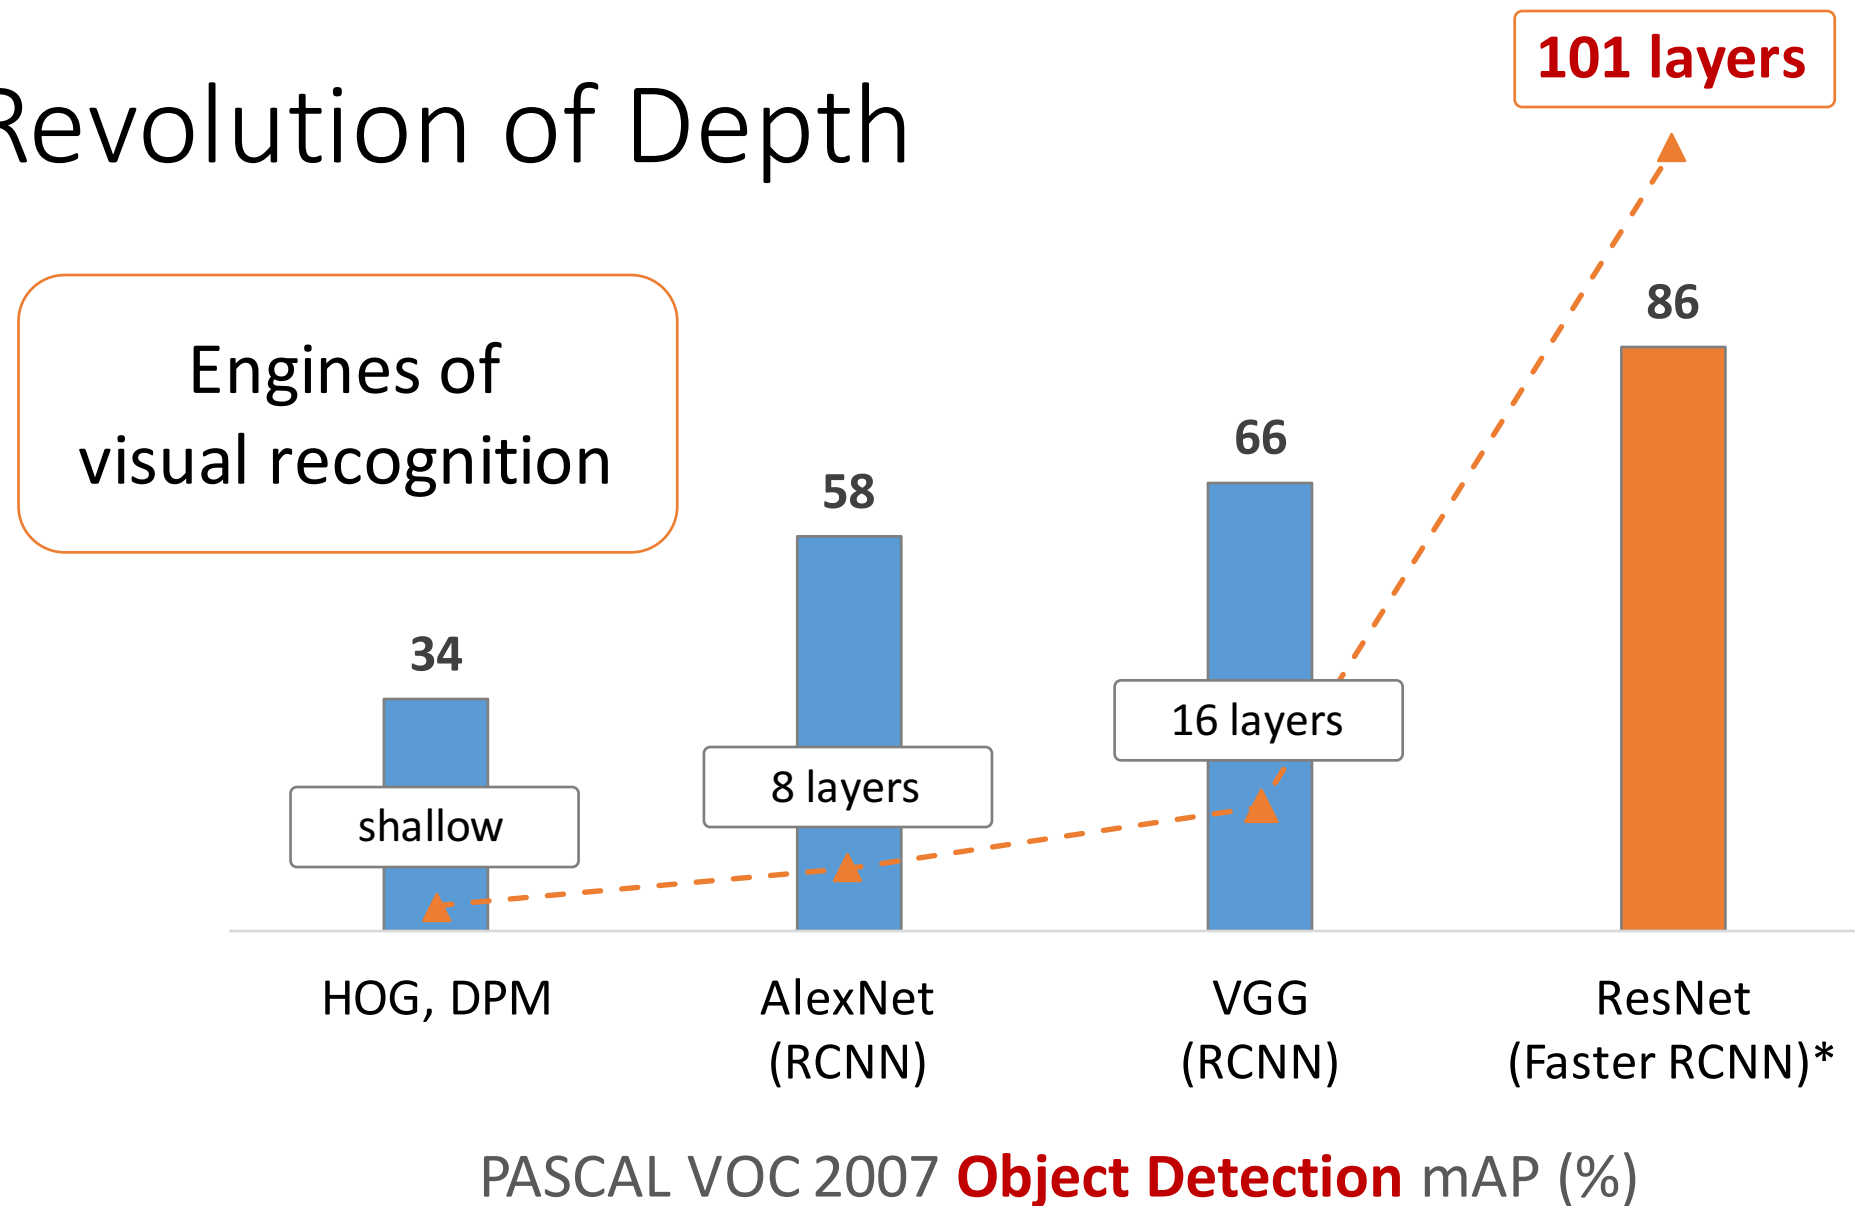 Revolution of Depth
101 layers
Engines of
visual recognition
34
58
66
86
shallow
8 layers
16 layers
HOG, DPM
AlexNet
(RCNN)
VGG
(RCNN)
ResNet
(Faster RCNN)*
PASCAL VOC 2007 Object Detection mAP (%)